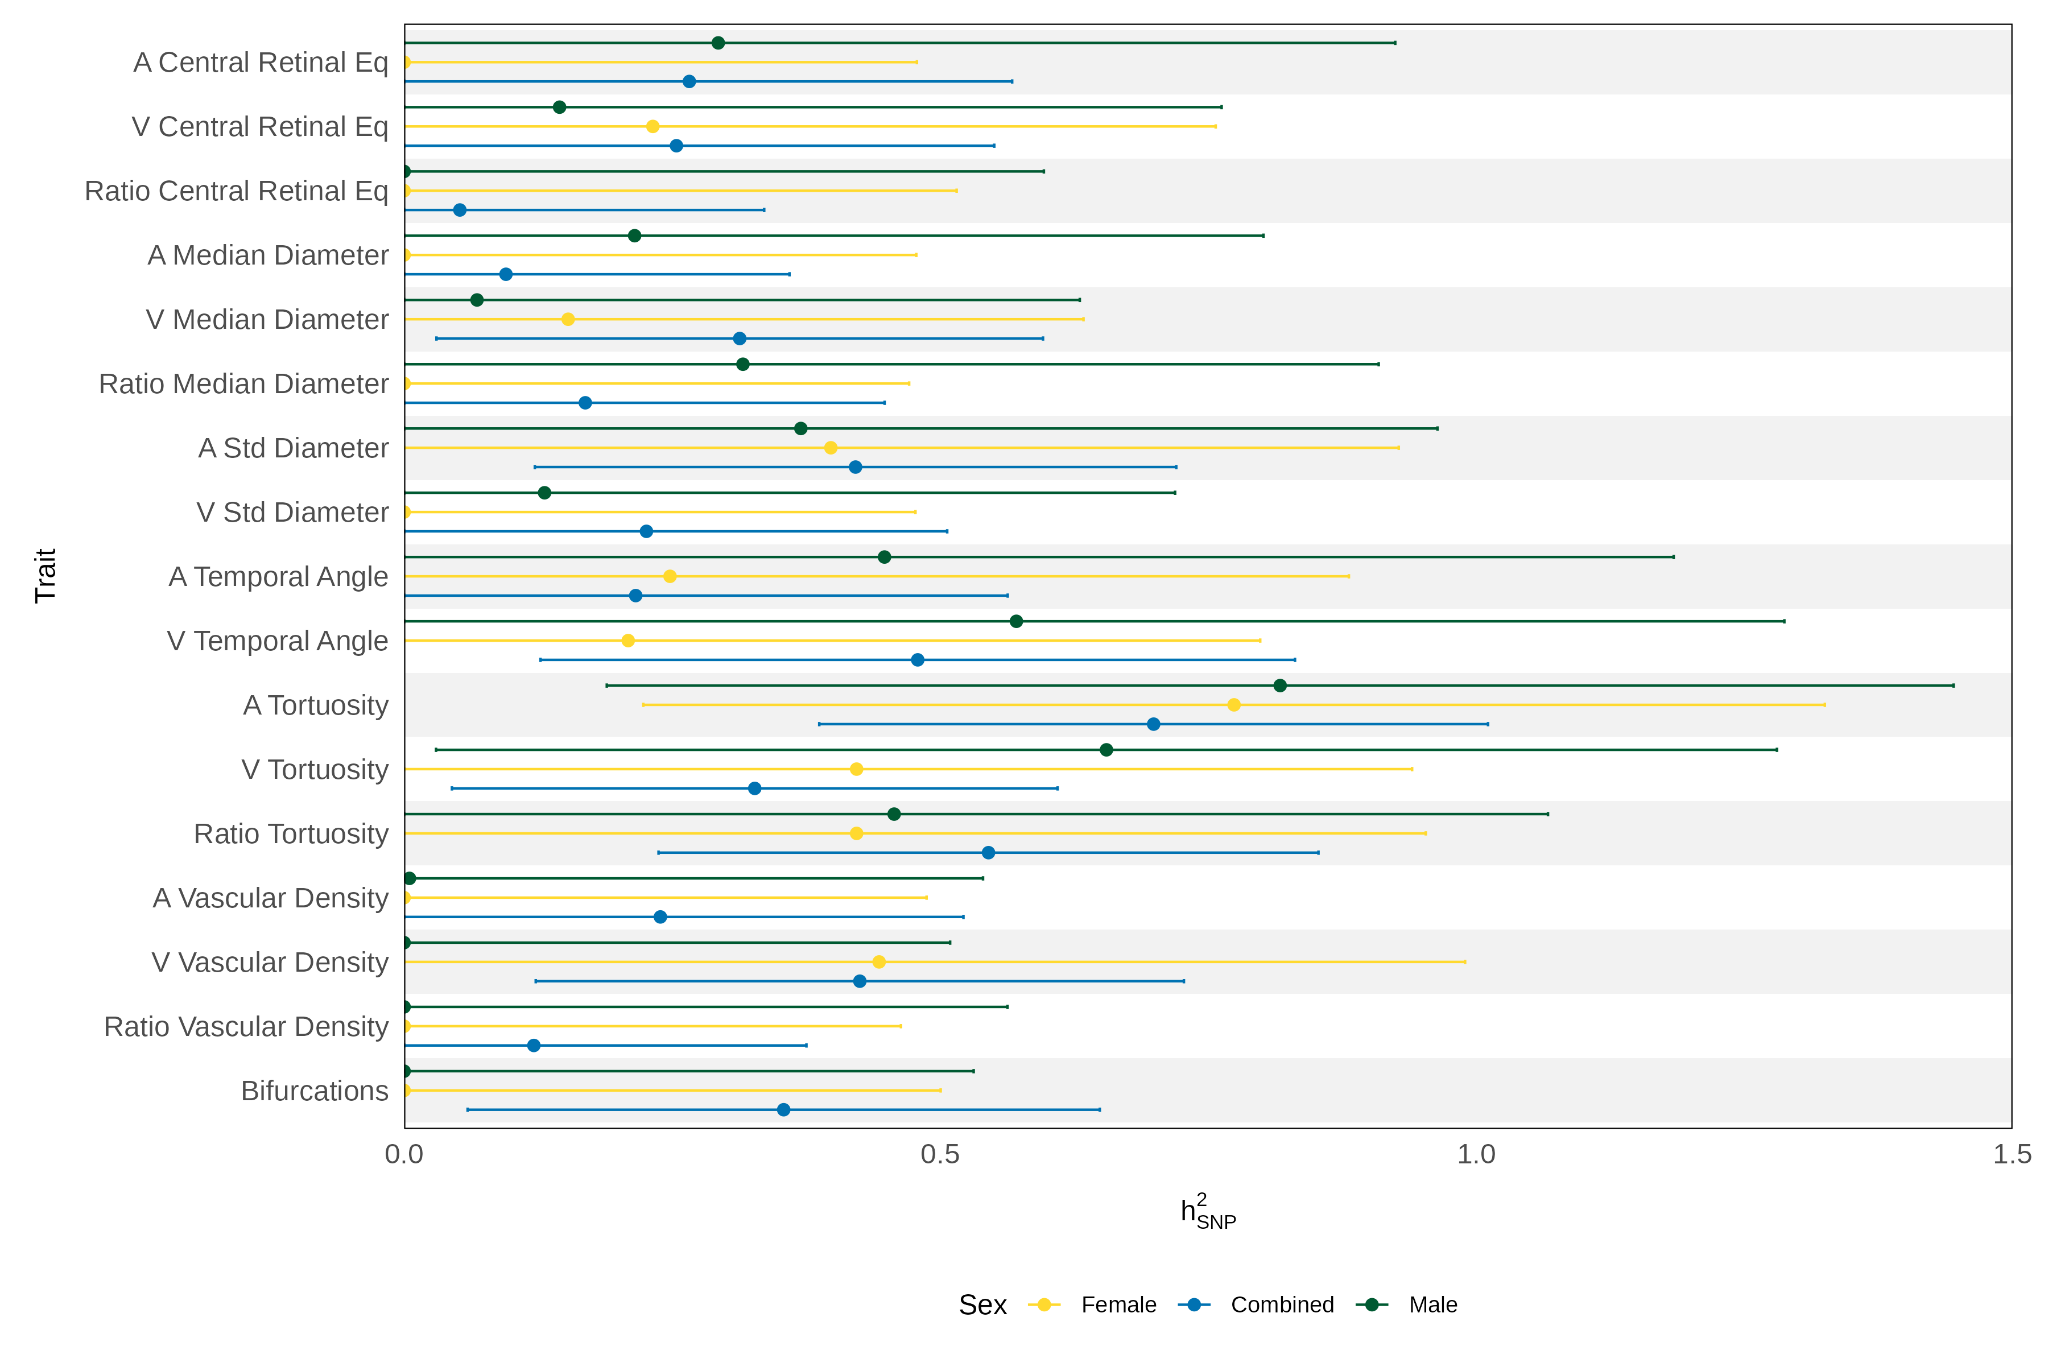 Trait
A Central Retinal Eq
V Central Retinal Eq
Ratio Central Retinal Eq
A Median Diameter
V Median Diameter
Ratio Median Diameter
A Std Diameter
V Std Diameter
A Temporal Angle
V Temporal Angle
A Tortuosity
V Tortuosity
Ratio Tortuosity
A Vascular Density
V Vascular Density
Ratio Vascular Density
Bifurcations
0.0 0.5 1.0 1.5
h²SNP
Sex Female Combined Male